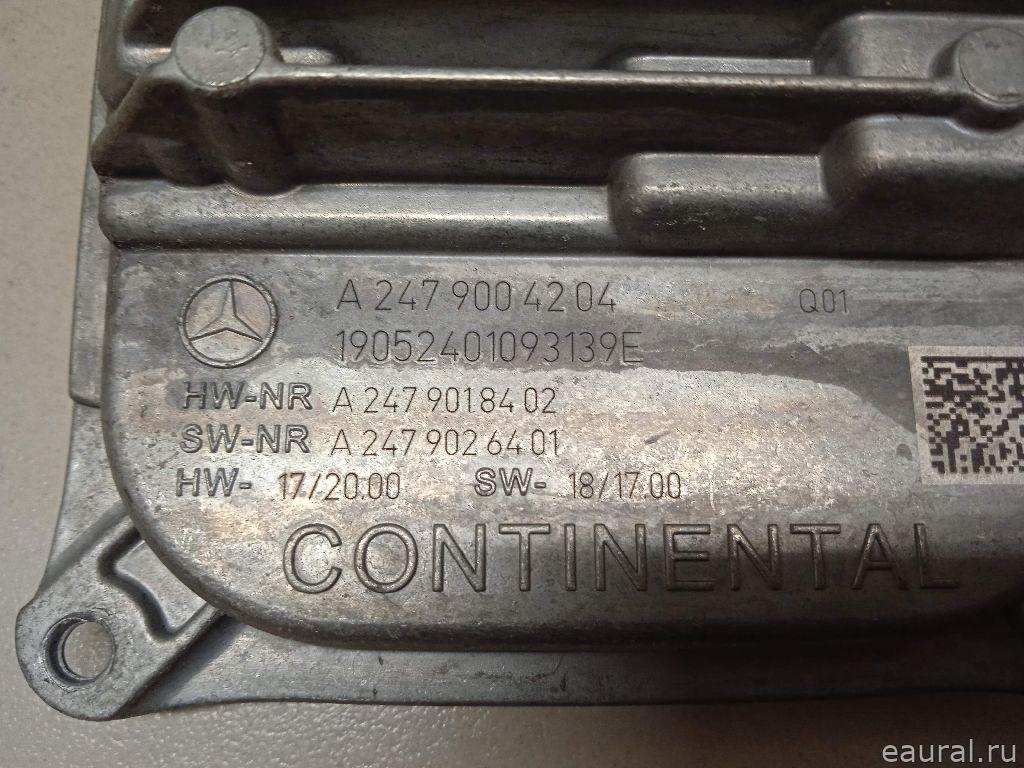 A 247 900 42 04 Q01
19052401093139E
HW-NR A 247 901 84 02
SW-NR A 247 902 64 01
HW- 17/20.00 SW- 18/17.00
CONTINENTAL
eaural.ru